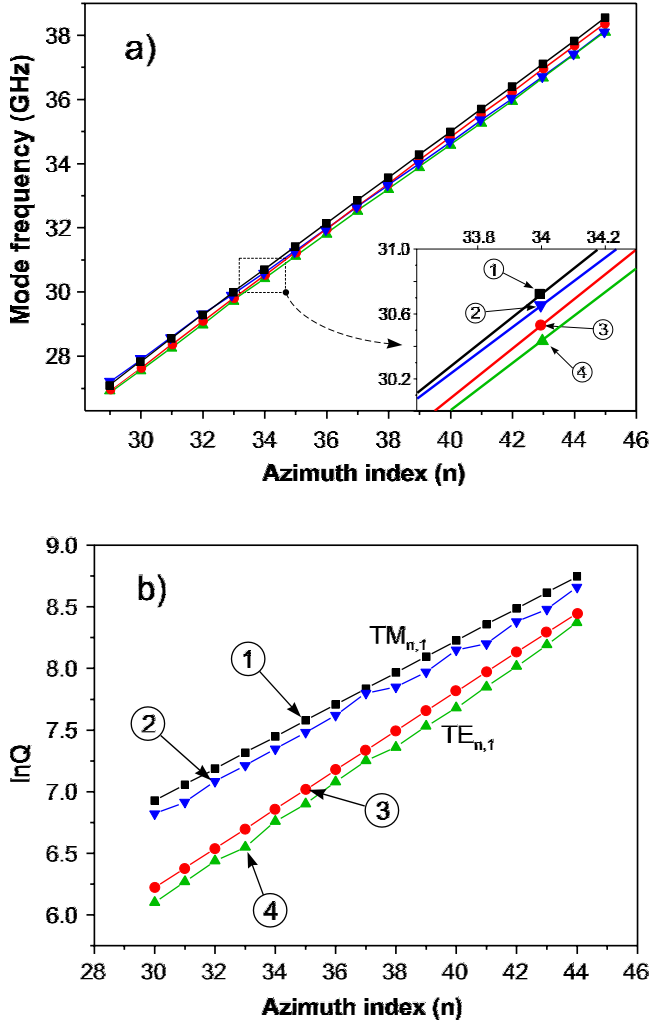 a)
Mode frequency (GHz)
38
36
34
32
30
28
30 32 34 36 38 40 42 44 46
Azimuth index (n)
33.8 34 34.2
31.0
30.6
30.2
1
2
3
4
b)
lnQ
9.0
8.5
8.0
7.5
7.0
6.5
6.0
TMn,1
TEn,1
1
2
3
4
28 30 32 34 36 38 40 42 44 46
Azimuth index (n)